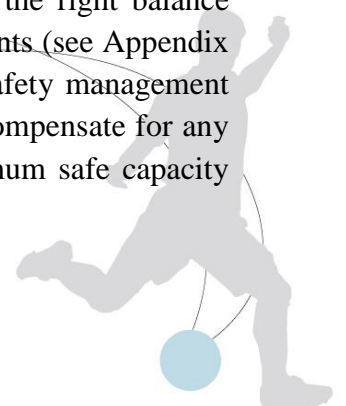 the right balance
nts (see Appendix
afety management
ompensate for any
num safe capacity